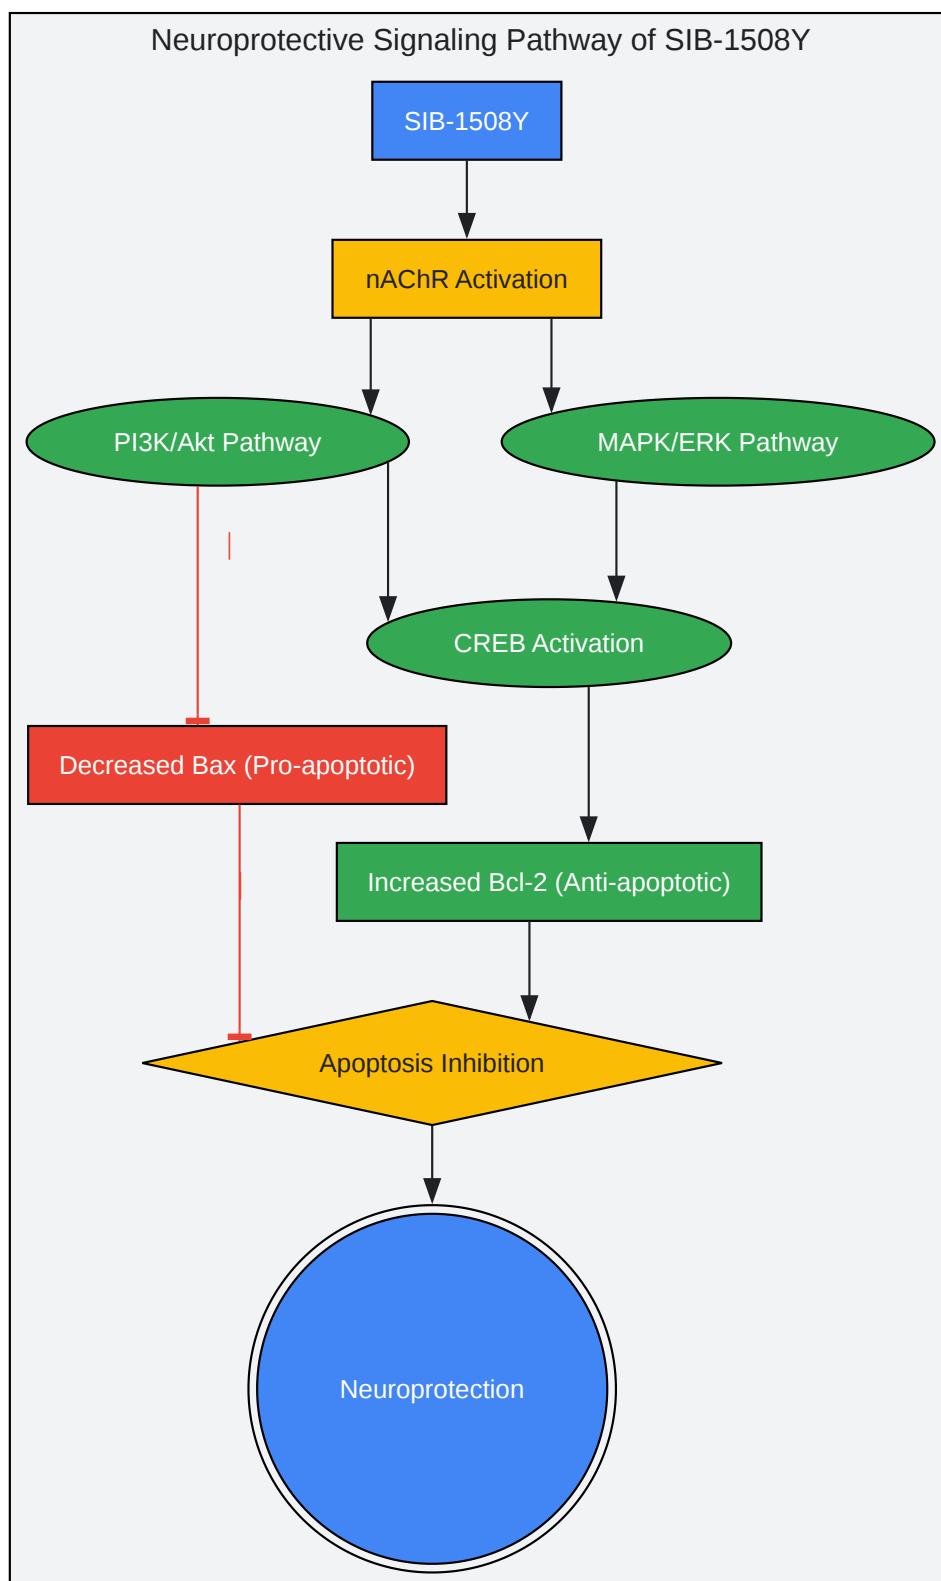 Neuroprotective Signaling Pathway of SIB-1508Y
SIB-1508Y
nAChR Activation
PI3K/Akt Pathway
MAPK/ERK Pathway
CREB Activation
Decreased Bax (Pro-apoptotic)
Increased Bcl-2 (Anti-apoptotic)
Apoptosis Inhibition
Neuroprotection